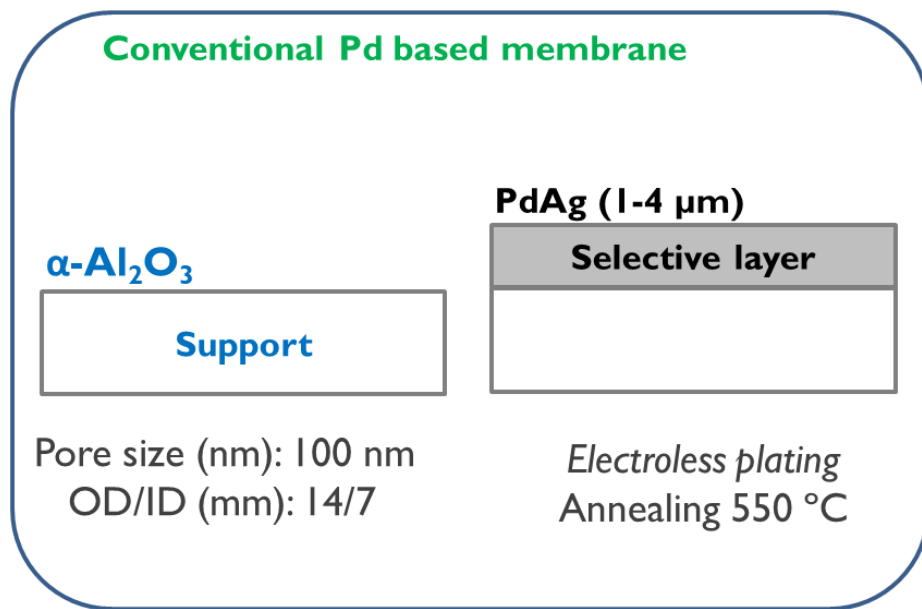 Conventional Pd based membrane
PdAg (1-4 µm)
Selective layer
α-Al₂O₃
Support
Pore size (nm): 100 nm
OD/ID (mm): 14/7
Electroless plating
Annealing 550 ºC